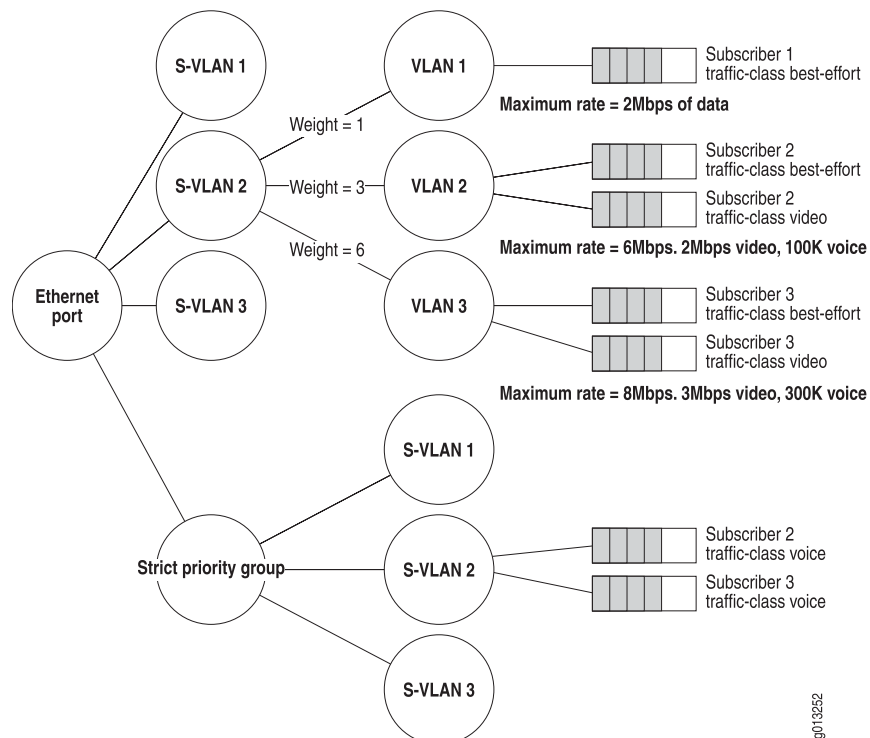 S-VLAN 1
VLAN 1
Subscriber 1
traffic-class best-effort
Maximum rate = 2Mbps of data
Weight = 1
S-VLAN 2
Weight = 3
VLAN 2
Subscriber 2
traffic-class best-effort
Subscriber 2
traffic-class video
Maximum rate = 6Mbps. 2Mbps video, 100K voice
Weight = 6
Ethernet
port
S-VLAN 3
VLAN 3
Subscriber 3
traffic-class best-effort
Subscriber 3
traffic-class video
Maximum rate = 8Mbps. 3Mbps video, 300K voice
S-VLAN 1
Strict priority group
S-VLAN 2
Subscriber 2
traffic-class voice
Subscriber 3
traffic-class voice
S-VLAN 3
g013252